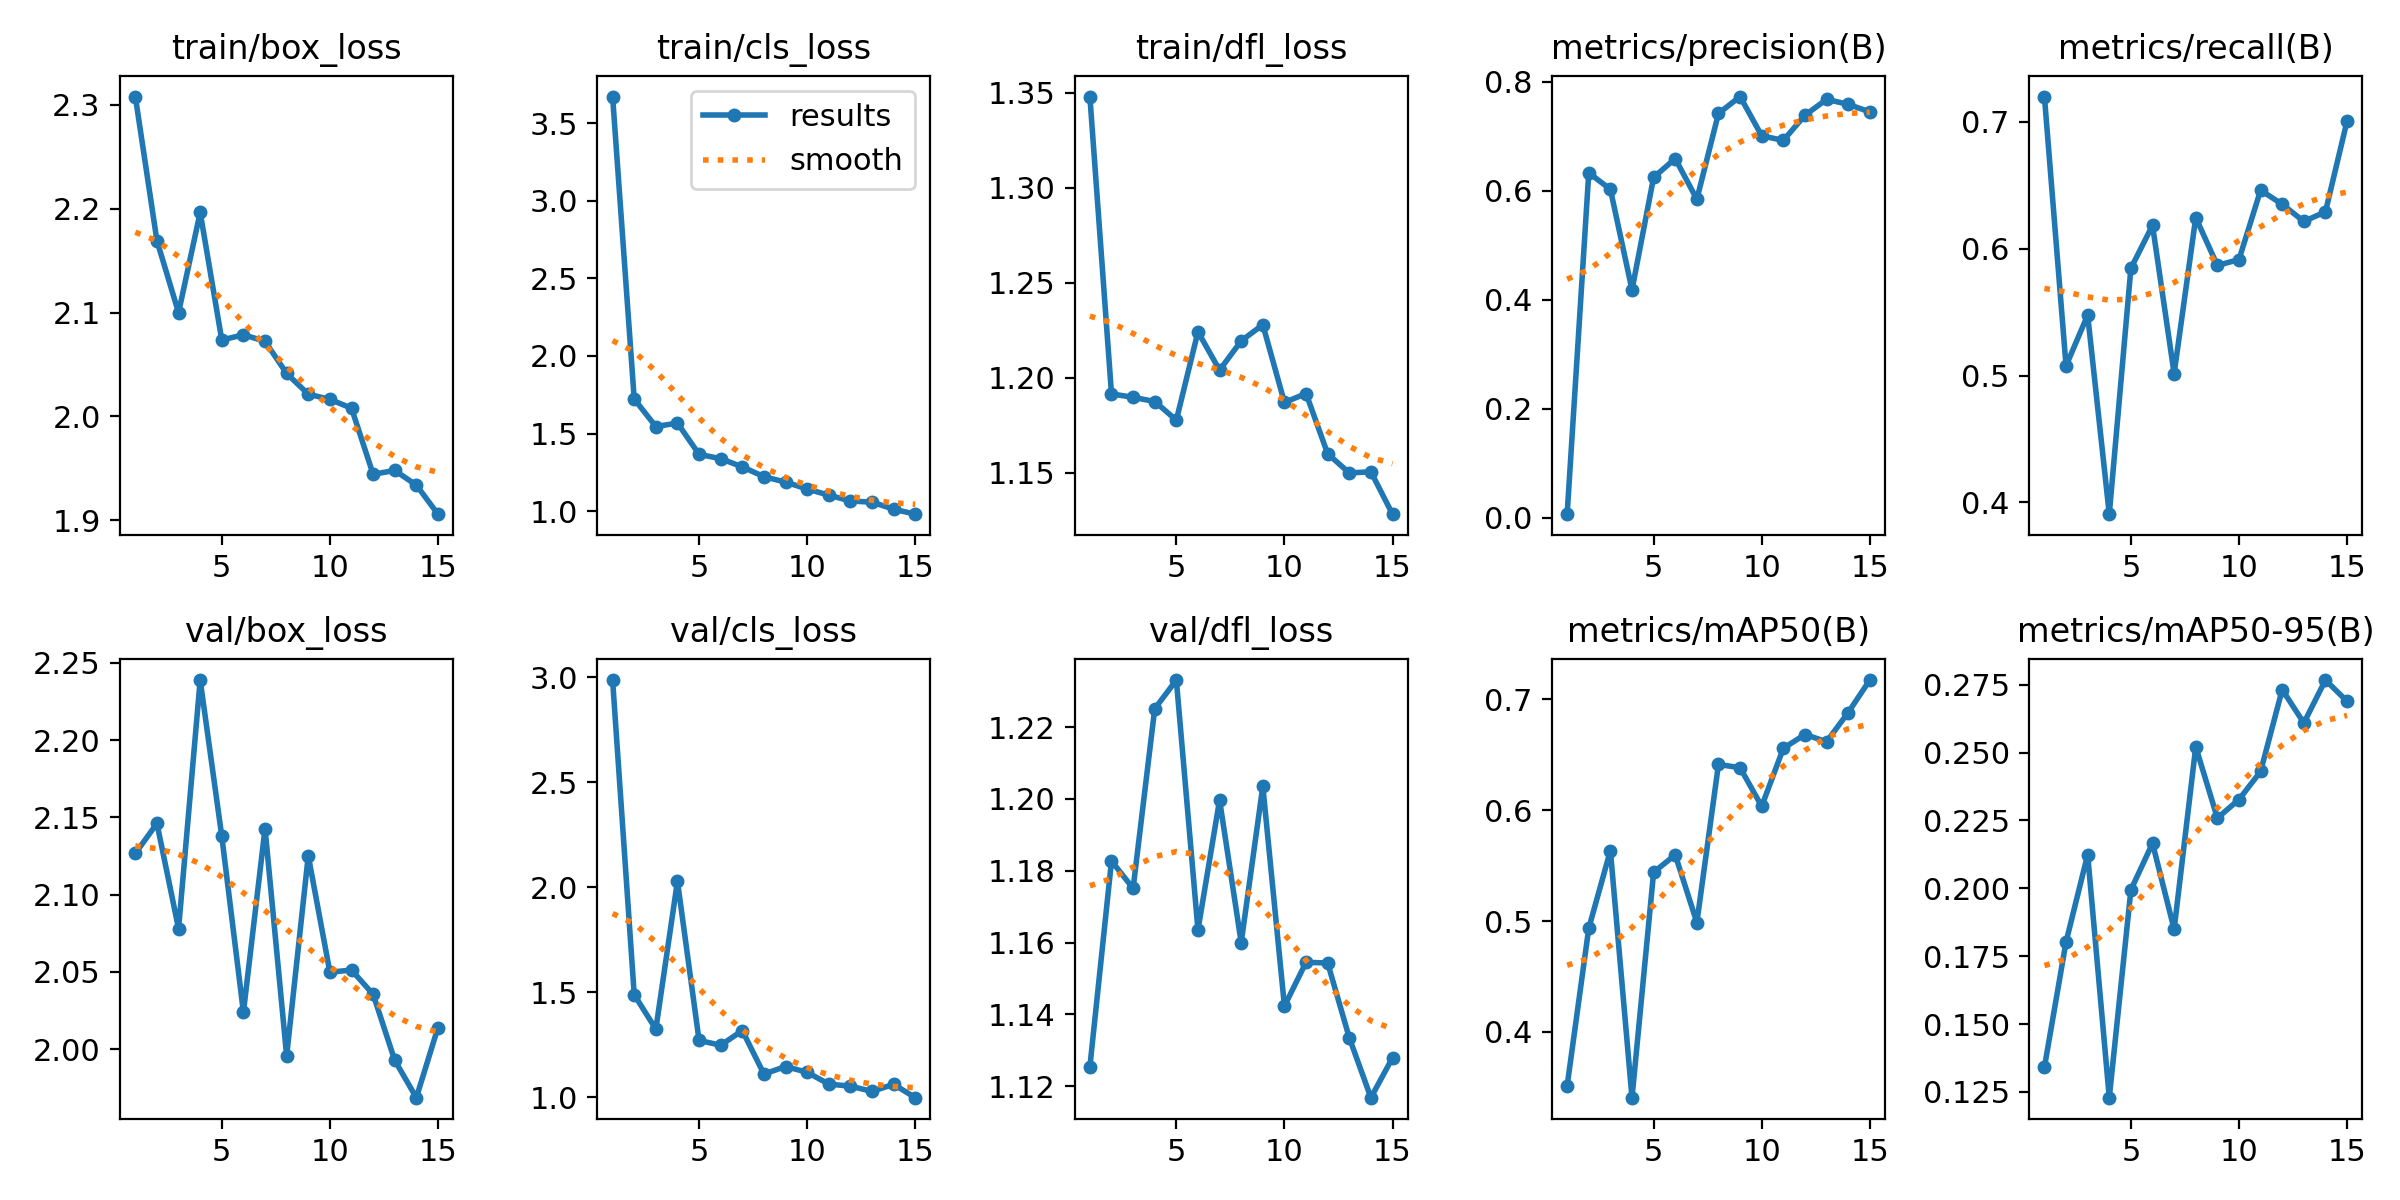 train/box_loss
2.3
2.2
2.1
2.0
1.9
5 10 15
train/cls_loss
results
smooth
3.5
3.0
2.5
2.0
1.5
1.0
5 10 15
train/dfl_loss
1.35
1.30
1.25
1.20
1.15
5 10 15
metrics/precision(B)
0.8
0.6
0.4
0.2
0.0
5 10 15
metrics/recall(B)
0.7
0.6
0.5
0.4
5 10 15
val/box_loss
2.25
2.20
2.15
2.10
2.05
2.00
5 10 15
val/cls_loss
3.0
2.5
2.0
1.5
1.0
5 10 15
val/dfl_loss
1.22
1.20
1.18
1.16
1.14
1.12
5 10 15
metrics/mAP50(B)
0.7
0.6
0.5
0.4
5 10 15
metrics/mAP50-95(B)
0.275
0.250
0.225
0.200
0.175
0.150
0.125
5 10 15